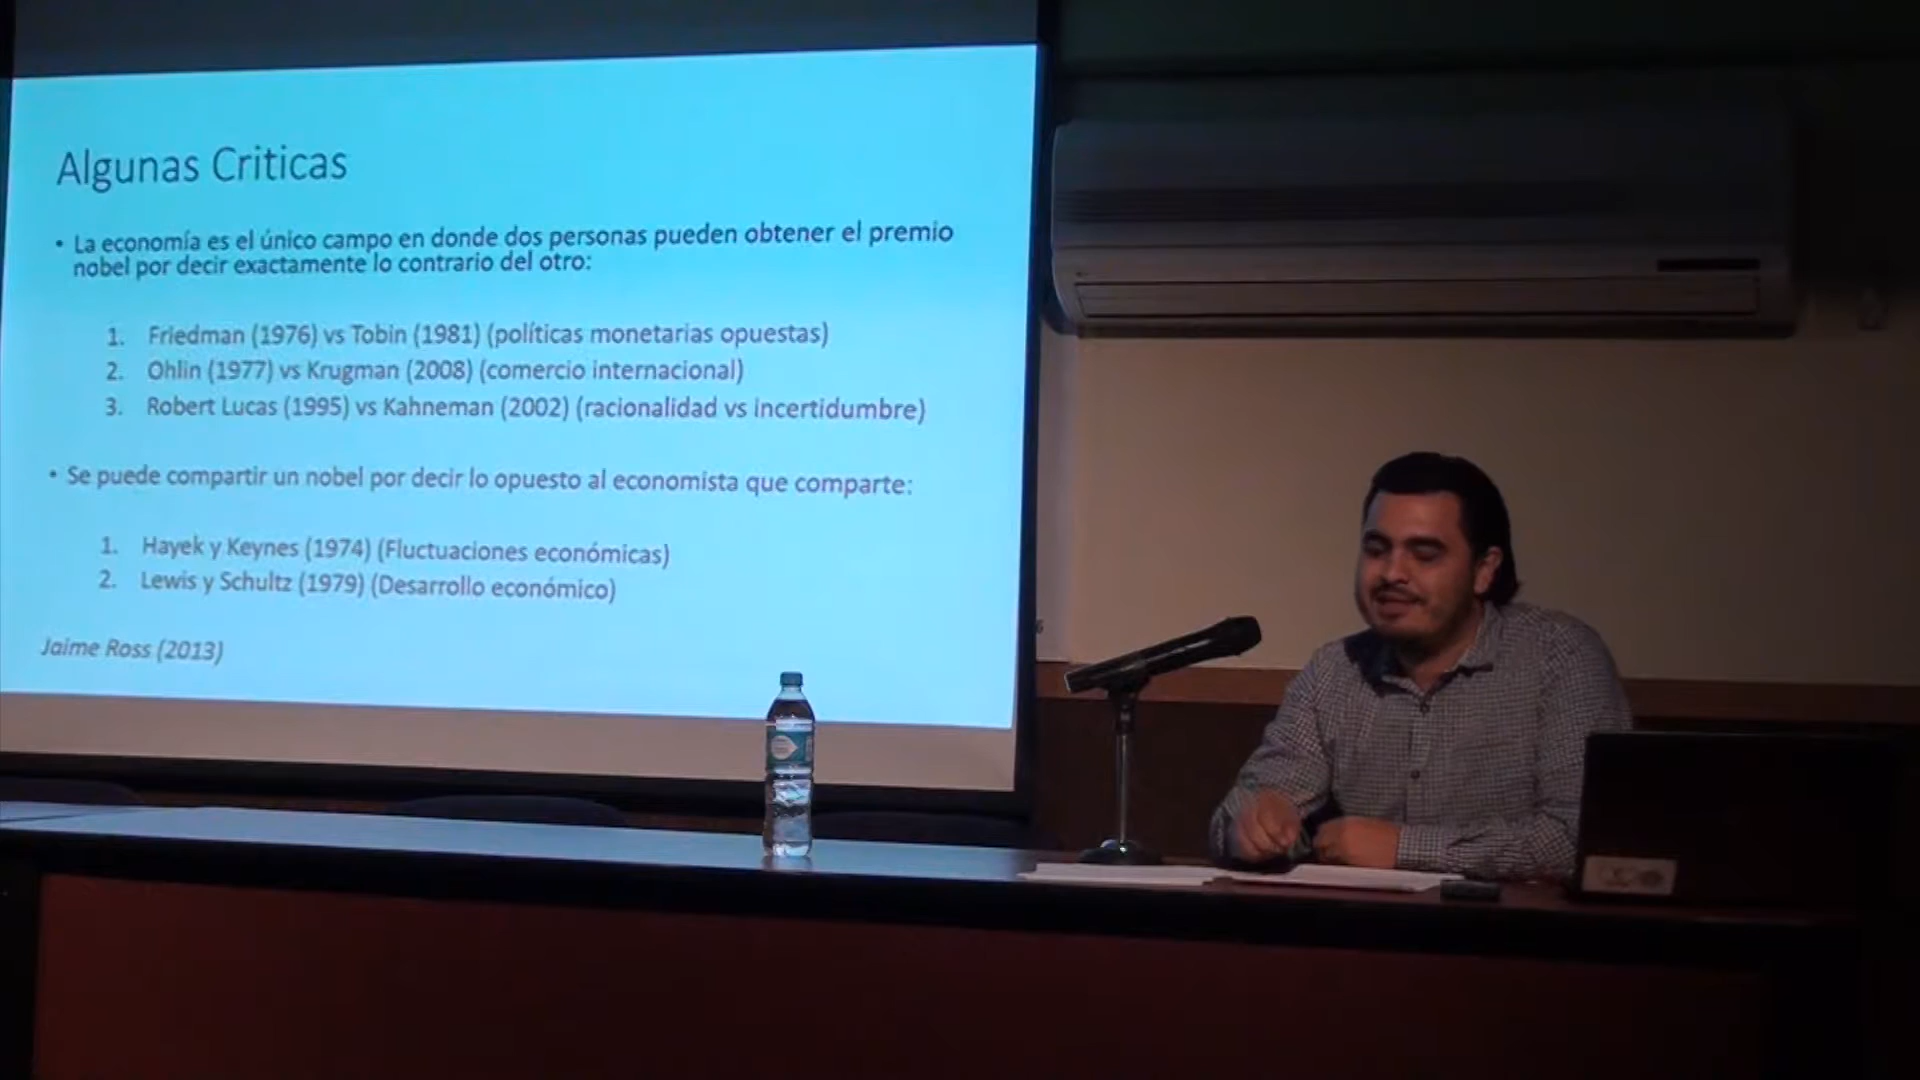 Algunas Criticas
• La economía es el único campo en donde dos personas pueden obtener el premio
nobel por decir exactamente lo contrario del otro:
1. Friedman (1976) vs Tobin (1981) (políticas monetarias opuestas)
2. Ohlin (1977) vs Krugman (2008) (comercio internacional)
3. Robert Lucas (1995) vs Kahneman (2002) (racionalidad vs incertidumbre)
• Se puede compartir un nobel por decir lo opuesto al economista que comparte:
1. Hayek y Keynes (1974) (Fluctuaciones económicas)
2. Lewis y Schultz (1979) (Desarrollo económico)
Jaime Ross (2013)